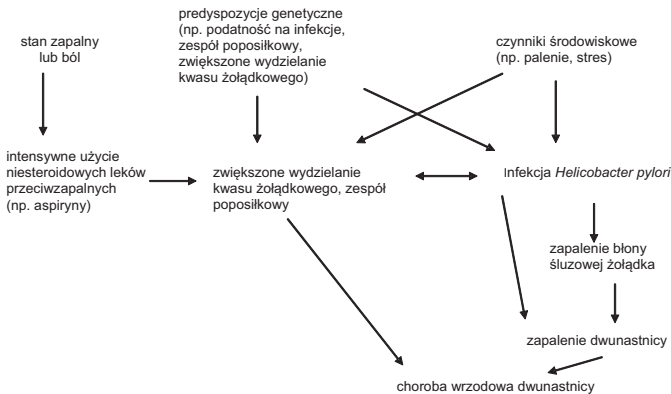 stan zapalny
lub ból
predyspozycje genetyczne
(np. podatność na infekcje,
zespół poposiłkowy,
zwiększone wydzielanie
kwasu żołądkowego)
czynniki środowiskowe
(np. palenie, stres)
intensywne użycie
niesteroidowych leków
przeciwzapalnych
(np. aspiryny)
zwiększone wydzielanie
kwasu żołądkowego, zespół
poposiłkowy
Infekcja Helicobacter pylori
zapalenie błony
śluzowej żołądka
zapalenie dwunastnicy
choroba wrzodowa dwunastnicy